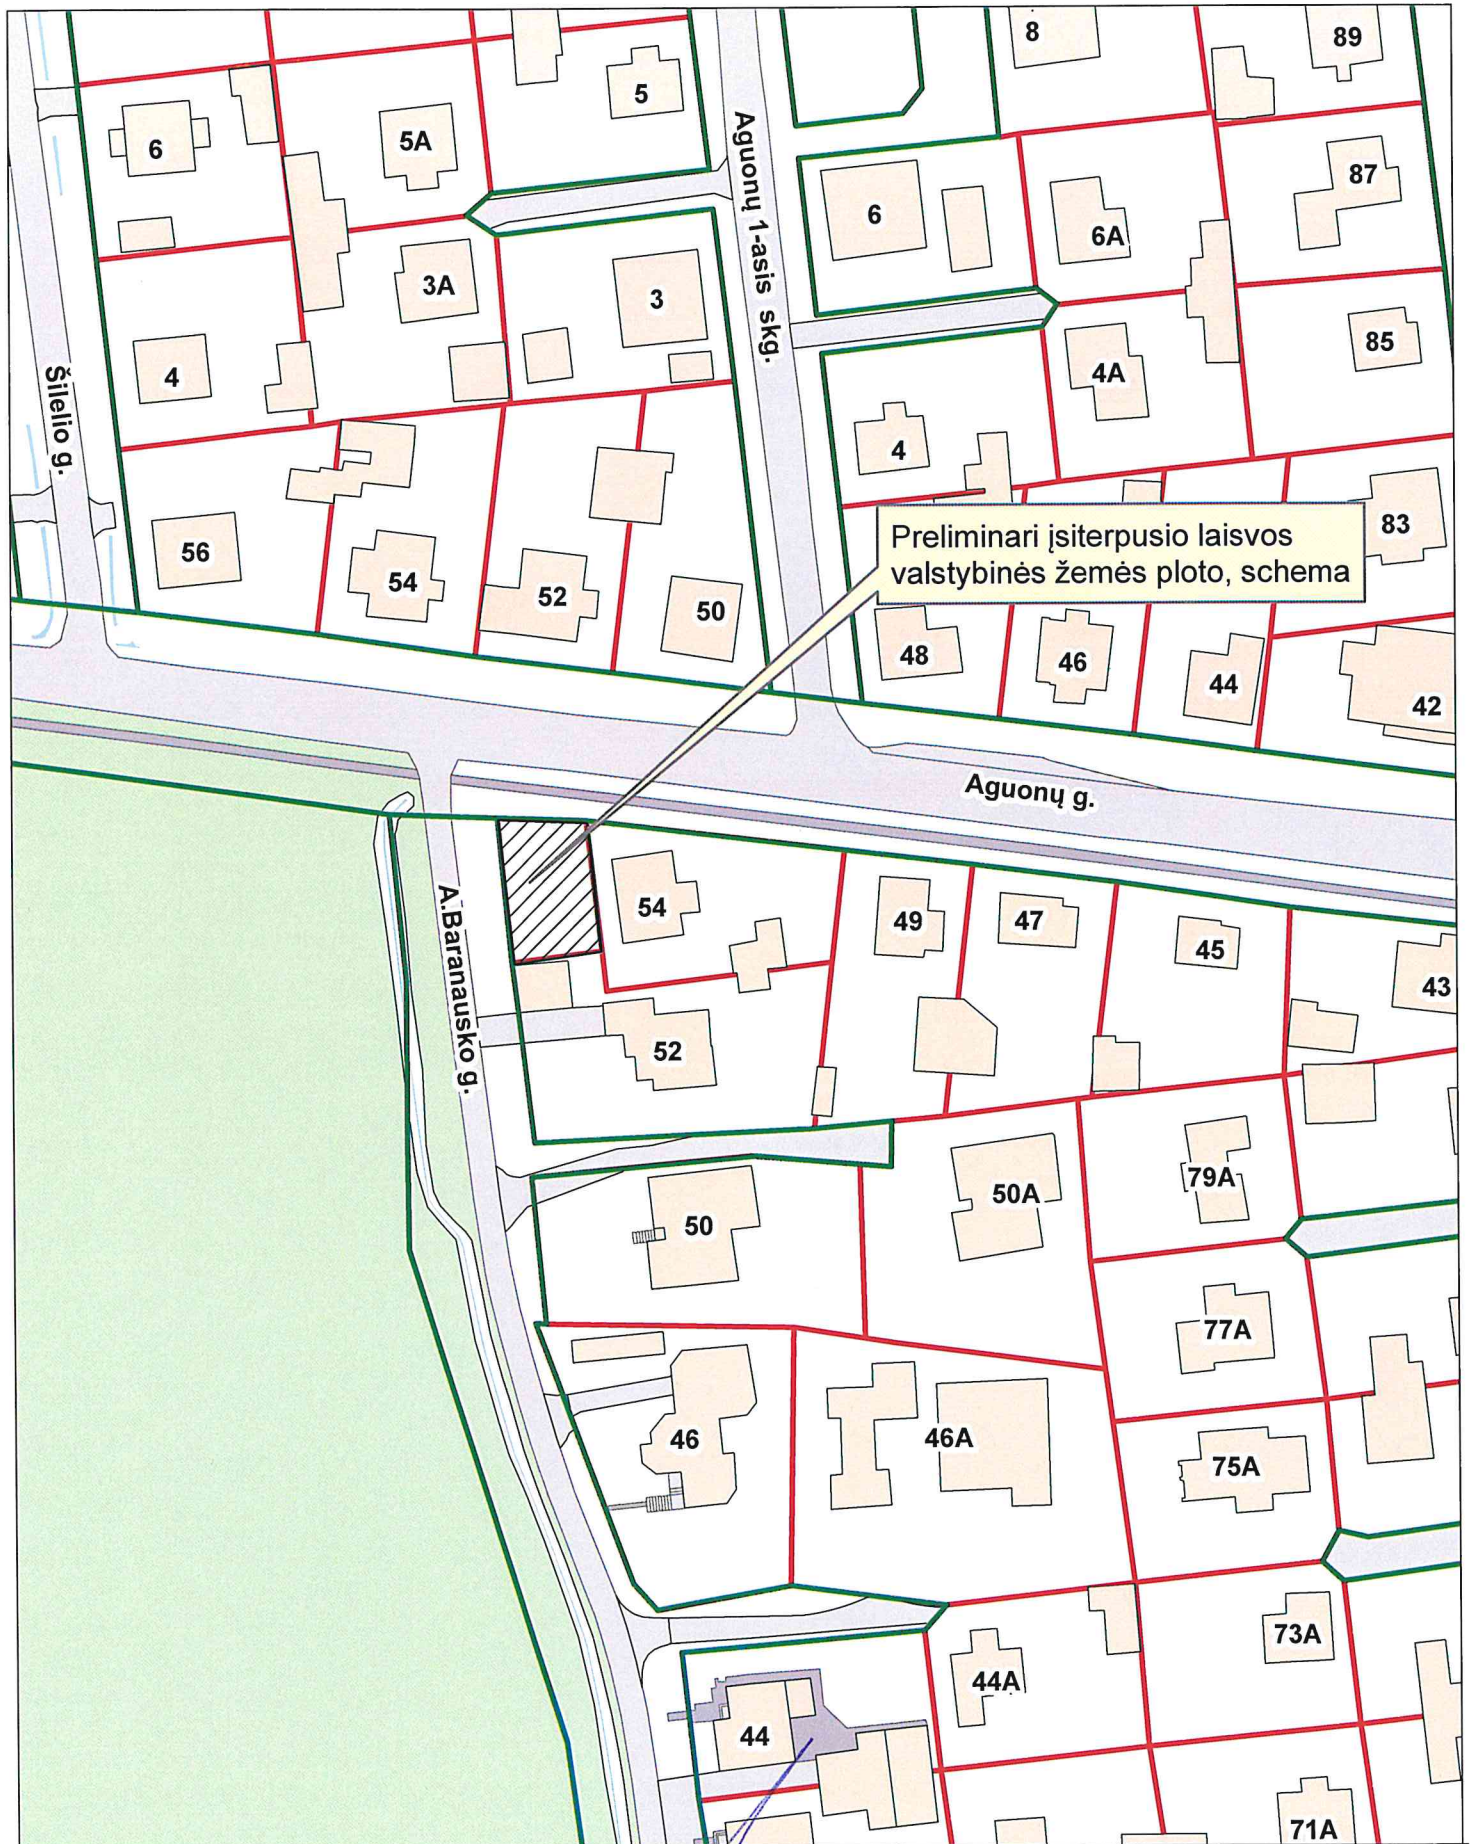 8
89
5
6
5A
87
6
6A
3A
3
85
4
4A
4
Aguonų 1-asis skg.
Šilelio g.
83
Preliminari įsiterpusio laisvos
valstybinės žemės ploto, schema
56
54
52
50
48
46
44
42
Aguonų g.
54
49
47
45
43
A.Baranausko g.
52
50
50A
79A
77A
46
46A
75A
73A
44A
44
71A